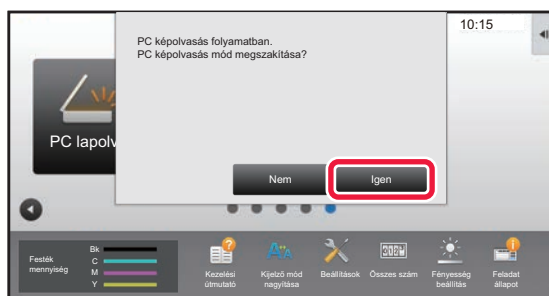 10:15
PC képolvasás folyamatban.
PC képolvasás mód megszakítása?
PC lapolv
Nem
Igen
Festék
mennyiség
Bk
C
M
Y
Kezelési
útmutató
Kijelző mód
nagyítása
Beállítások
Összes szám
Fényesség
beállítás
Feladat
állapot